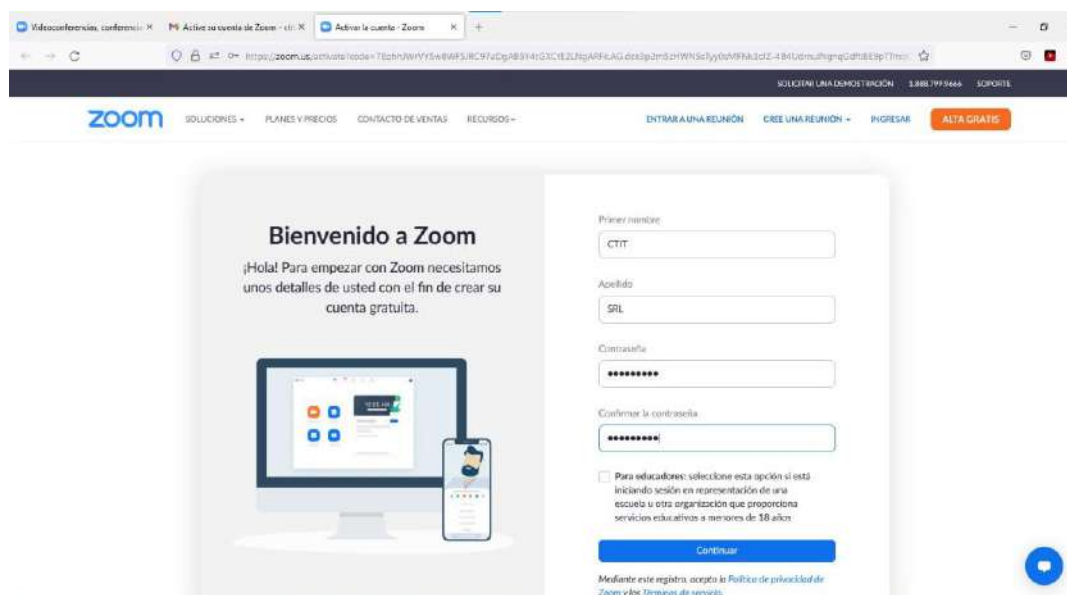 Videoconferencias, conferencia
Active su cuenta de Zoom - cti
Activar la cuenta - Zoom
SOLICITAR UNA DEMOSTRACIÓN 1.888.799.9666 SOPORTE
zoom
SOLUCIONES PLANES Y PRECIOS CONTACTO DE VENTAS RECURSOS
ENTRAR A UNA REUNIÓN CREE UNA REUNIÓN INGRESAR ALTA GRATIS
Bienvenido a Zoom
¡Hola! Para empezar con Zoom necesitamos
unos detalles de usted con el fin de crear su
cuenta gratuita.
Primer nombre
CTIT
Apellido
SRL
Contraseña
Confirmar la contraseña
Para educadores: seleccione esta opción si está
iniciando sesión en representación de una
escuela u otra organización que proporciona
servicios educativos a menores de 18 años
Continuar
Mediante este registro, acepto la Política de privacidad de
Zoom y los Términos de servicio.